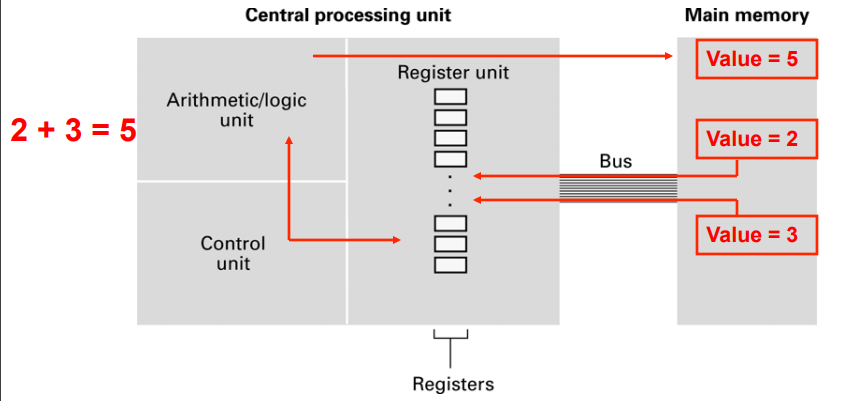 Central processing unit
Main memory
Value = 5
Register unit
Arithmetic/logic
unit
2 + 3 = 5
Value = 2
Bus
Value = 3
Control
unit
Registers